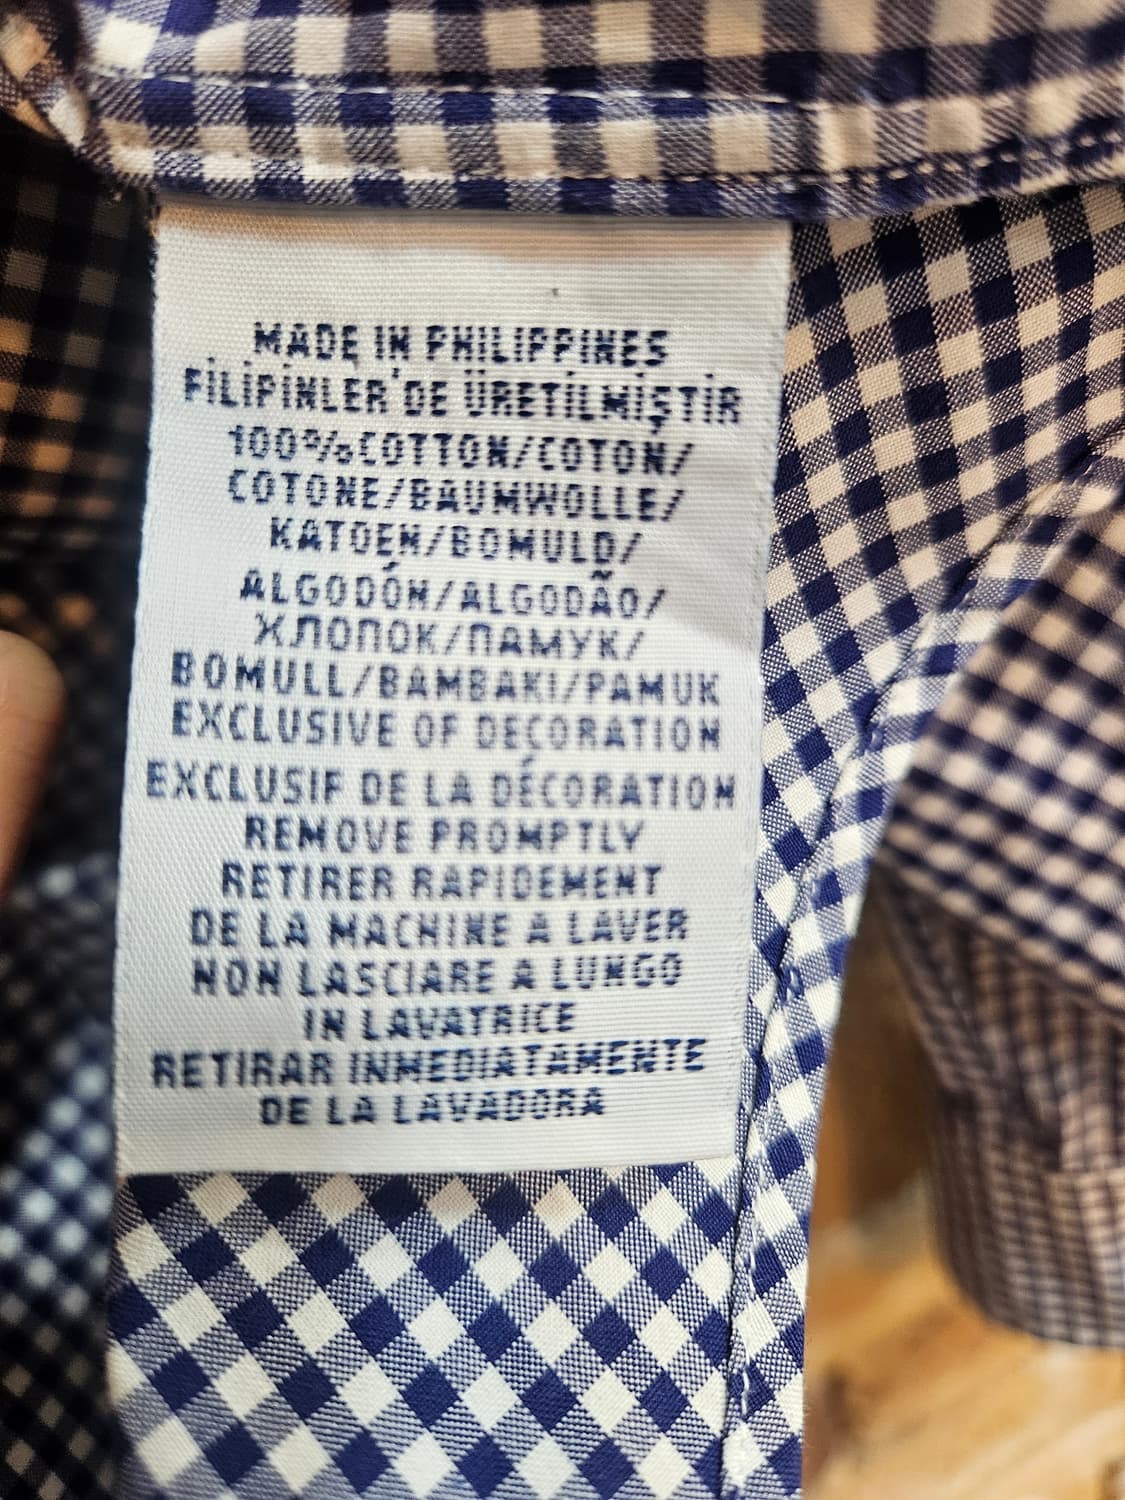 MADE IN PHILIPPINES
FİLİPİNLER'DE ÜRETİLMİŞTİR
100%COTTON/COTON/
COTONE/BAUMWOLLE/
KATOEN/BOMULD/
ALGODÓN/ALGODÃO/
ХЛОПОК/ПАМУК/
BOMULL/BAMBAKI/PAMUK
EXCLUSIVE OF DECORATION
EXCLUSIF DE LA DÉCORATION
REMOVE PROMPTLY
RETIRER RAPIDEMENT
DE LA MACHINE A LAVER
NON LASCIARE A LUNGO
IN LAVATRICE
RETIRAR INMEDIATAMENTE
DE LA LAVADORA